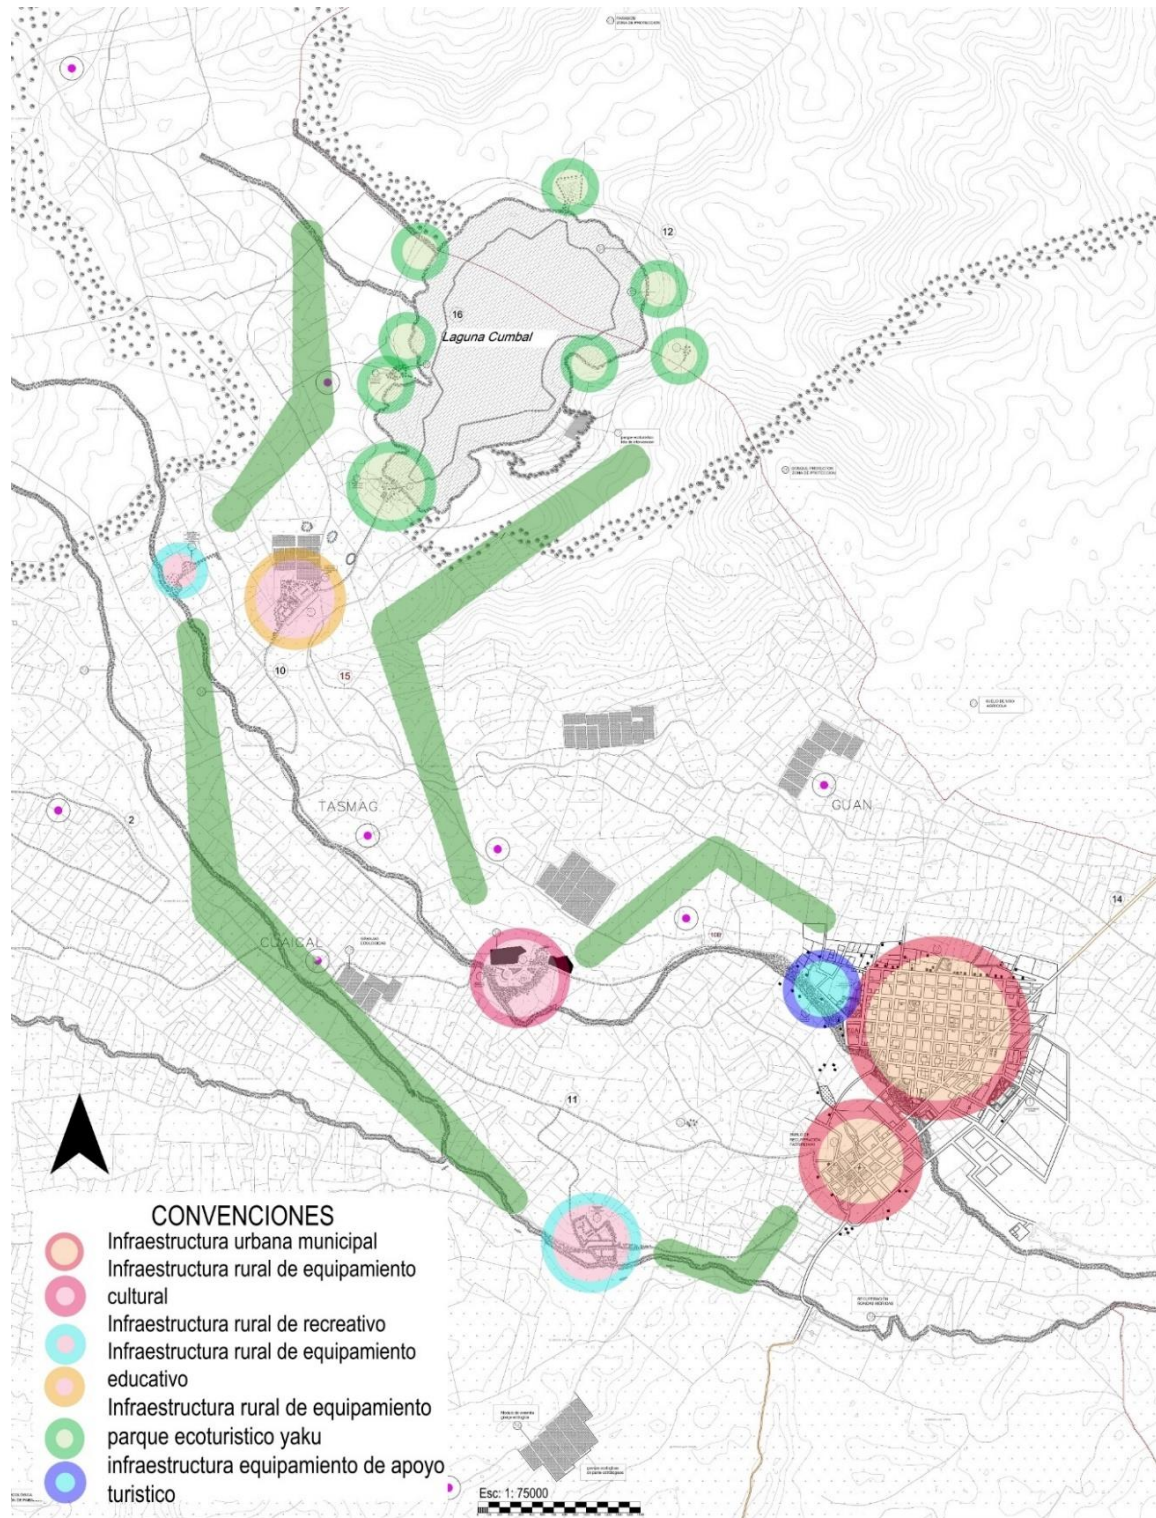 12
16
Laguna Cumbal
10
15
TASMAG
GUAN
2
14
CUAICAL
11
CONVENCIONES
Infraestructura urbana municipal
Infraestructura rural de equipamiento
cultural
Infraestructura rural de recreativo
Infraestructura rural de equipamiento
educativo
Infraestructura rural de equipamiento
parque ecoturistico yaku
infraestructura equipamiento de apoyo
turistico
Esc: 1: 75000